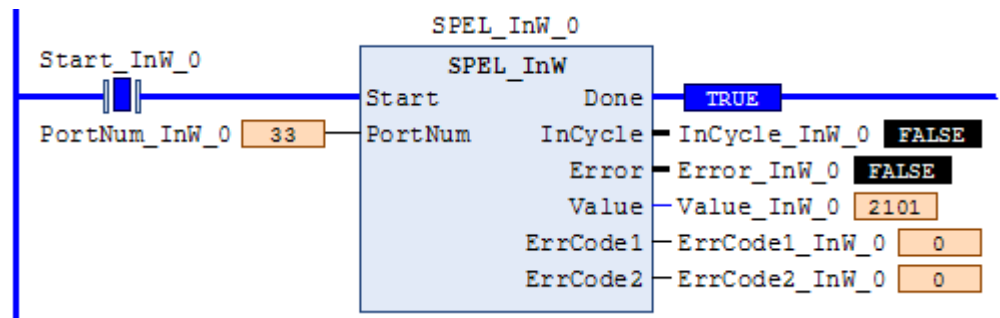 SPEL_InW_0
Start_InW_0
SPEL_InW
Start Done TRUE
PortNum_InW_0 33 PortNum InCycle InCycle_InW_0 FALSE
Error Error_InW_0 FALSE
Value Value_InW_0 2101
ErrCode1 ErrCode1_InW_0 0
ErrCode2 ErrCode2_InW_0 0